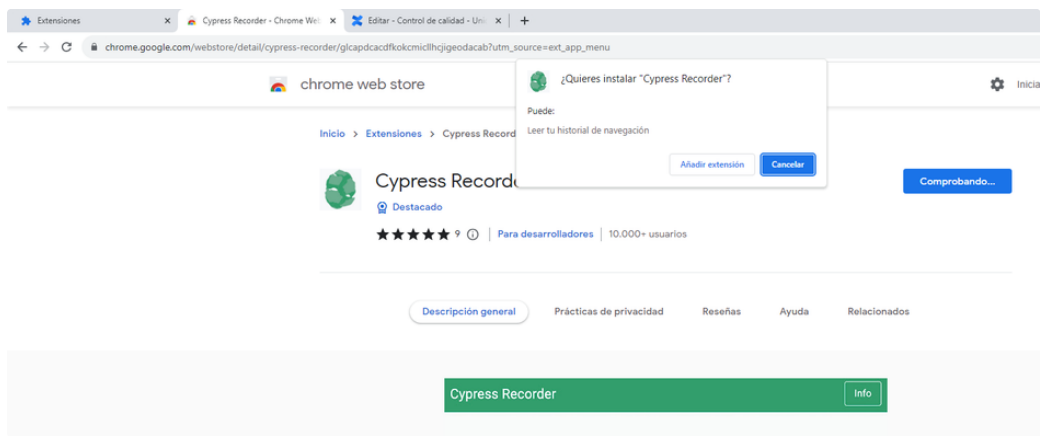 Extensiones
Cypress Recorder - Chrome Web
Editar - Control de calidad - Uni
chrome.google.com/webstore/detail/cypress-recorder/glcapdcacdfkokcmicllhcjigeodacab?utm_source=ext_app_menu
chrome web store
Inicia
¿Quieres instalar "Cypress Recorder"?
Puede:
Leer tu historial de navegación
Añadir extensión
Cancelar
Inicio > Extensiones > Cypress Record
Cypress Recorde
Comprobando...
Destacado
9 | Para desarrolladores | 10.000+ usuarios
Descripción general Prácticas de privacidad Reseñas Ayuda Relacionados
Cypress Recorder Info